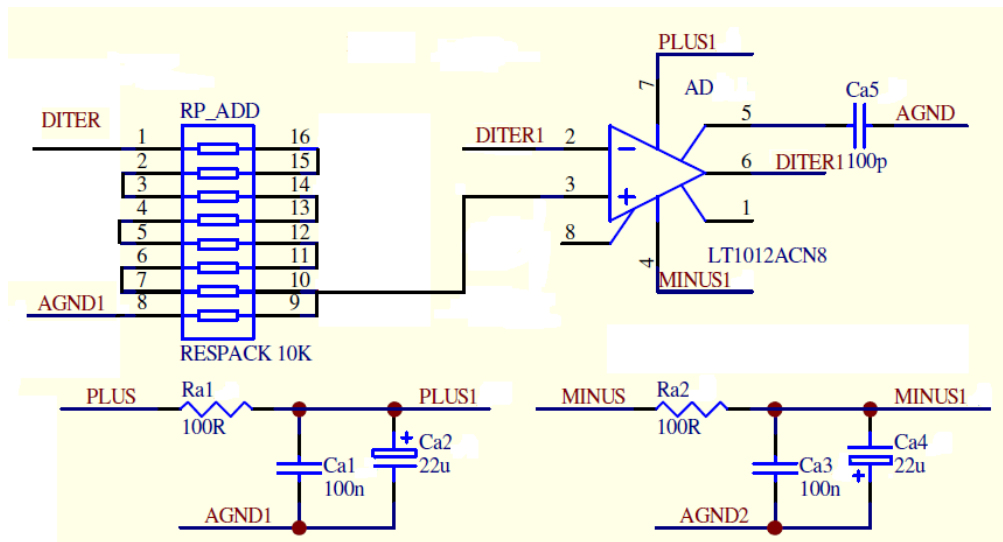 PLUS1
7
AD
Ca5
RP_ADD
DITER
1
16
DITER1
2
5
AGND
2
15
100p
3
14
6
DITER1
4
13
3
5
12
1
6
11
8
LT1012ACN8
7
10
4
MINUS1
AGND1
8
9
RESPACK 10K
PLUS
Ra1
PLUS1
MINUS
Ra2
MINUS1
100R
100R
+
Ca2
Ca4
Ca1
22u
Ca3
22u
100n
100n
+
AGND1
AGND2